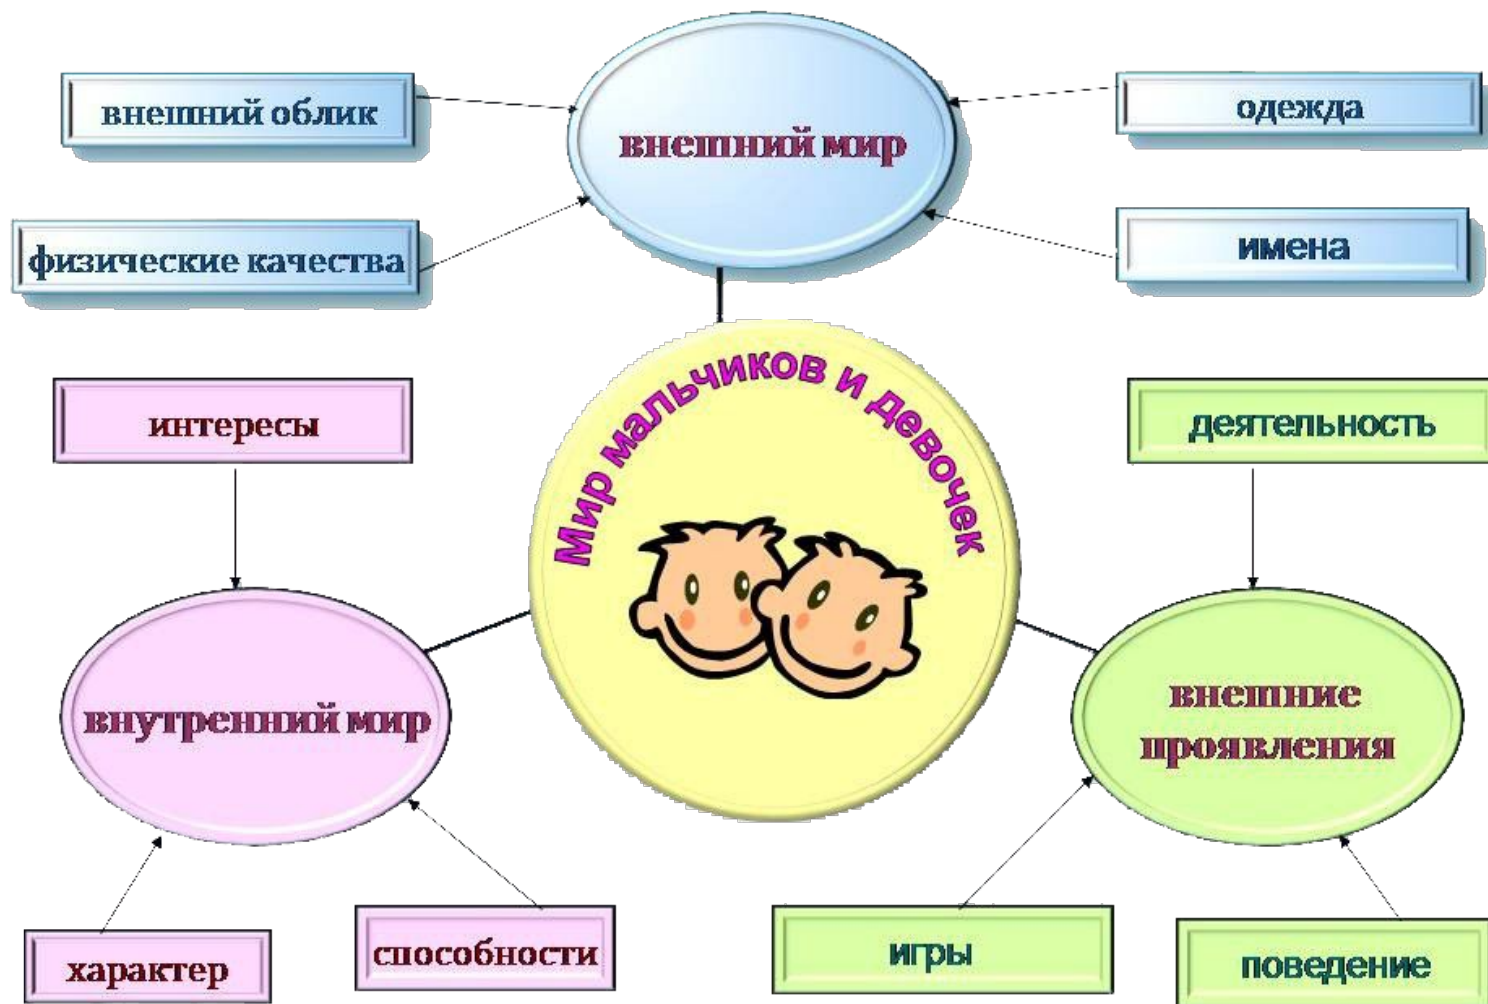 внешний облик
внешний мир
одежда
физические качества
имена
Мир мальчиков и девочек
интересы
деятельность
внутренний мир
внешние
проявления
характер
способности
игры
поведение